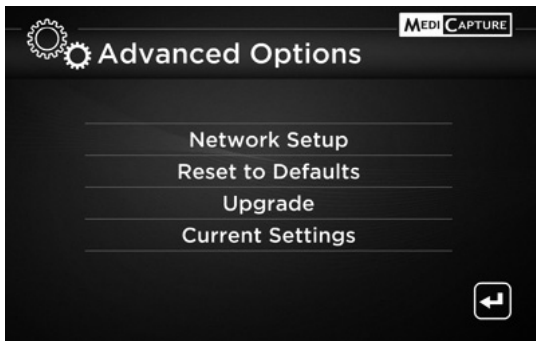 MEDI CAPTURE
Advanced Options
Network Setup
Reset to Defaults
Upgrade
Current Settings